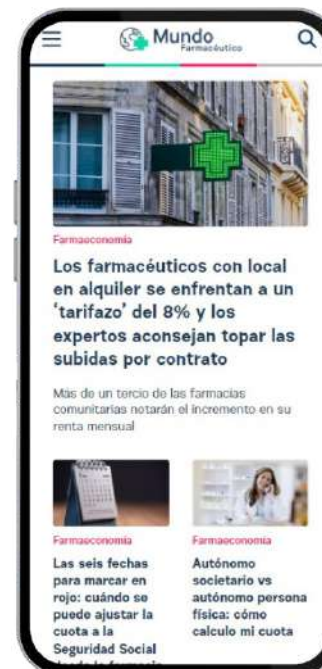 Mundo
Farmacéutico
Farmaeconomía
Los farmacéuticos con local
en alquiler se enfrentan a un
'tarifazo' del 8% y los
expertos aconsejan topar las
subidas por contrato
Más de un tercio de las farmacias
comunitarias notarán el incremento en su
renta mensual
Farmaeconomía
Las seis fechas
para marcar en
rojo: cuándo se
puede ajustar la
cuota a la
Seguridad Social
Farmaeconomía
Autónomo
societario vs
autónomo persona
física: cómo
calculo mi cuota